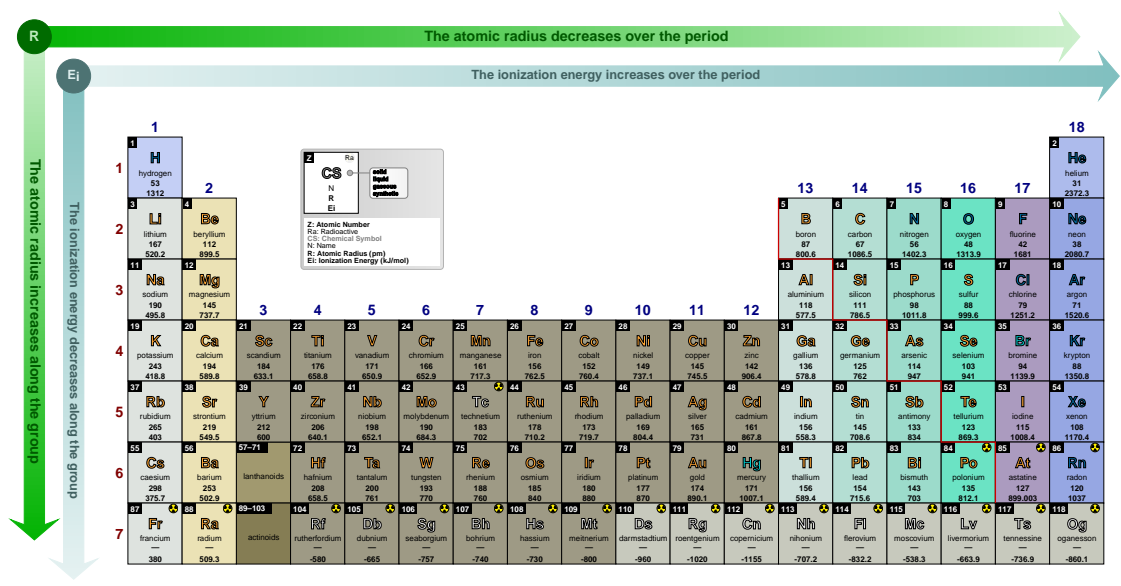 R
The atomic radius decreases over the period
Ei
The ionization energy increases over the period
The atomic radius increases along the group
The ionization energy decreases along the group
1
18
1
1
H
hydrogen
53
1312
Z
Ra
CS
N
R
Ei
solid
liquid
gaseous
synthetic
Z: Atomic Number
Ra: Radioactive
CS: Chemical Symbol
N: Name
R: Atomic Radius (pm)
Ei: Ionization Energy (kJ/mol)
2
He
helium
31
2372.3
2
13
14
15
16
17
2
3
Li
lithium
167
520.2
4
Be
beryllium
112
899.5
5
B
boron
87
800.6
6
C
carbon
67
1086.5
7
N
nitrogen
56
1402.3
8
O
oxygen
48
1313.9
9
F
fluorine
42
1681
10
Ne
neon
38
2080.7
3
11
Na
sodium
190
495.8
12
Mg
magnesium
145
737.7
13
Al
aluminium
118
577.5
14
Si
silicon
111
786.5
15
P
phosphorus
98
1011.8
16
S
sulfur
88
999.6
17
Cl
chlorine
79
1251.2
18
Ar
argon
71
1520.6
3
4
5
6
7
8
9
10
11
12
4
19
K
potassium
243
418.8
20
Ca
calcium
194
589.8
21
Sc
scandium
184
633.1
22
Ti
titanium
176
658.8
23
V
vanadium
171
650.9
24
Cr
chromium
166
652.9
25
Mn
manganese
161
717.3
26
Fe
iron
156
762.5
27
Co
cobalt
152
760.4
28
Ni
nickel
149
737.1
29
Cu
copper
145
745.5
30
Zn
zinc
142
906.4
31
Ga
gallium
136
578.8
32
Ge
germanium
125
762
33
As
arsenic
114
947
34
Se
selenium
103
941
35
Br
bromine
94
1139.9
36
Kr
krypton
88
1350.8
5
37
Rb
rubidium
265
403
38
Sr
strontium
219
549.5
39
Y
yttrium
212
600
40
Zr
zirconium
206
640.1
41
Nb
niobium
198
652.1
42
Mo
molybdenum
190
684.3
43
Tc
technetium
183
702
44
Ru
ruthenium
178
710.2
45
Rh
rhodium
173
719.7
46
Pd
palladium
169
804.4
47
Ag
silver
165
731
48
Cd
cadmium
161
867.8
49
In
indium
156
558.3
50
Sn
tin
145
708.6
51
Sb
antimony
133
834
52
Te
tellurium
123
869.3
53
I
iodine
115
1008.4
54
Xe
xenon
108
1170.4
6
55
Cs
caesium
298
375.7
56
Ba
barium
253
502.9
57–71
lanthanoids
72
Hf
hafnium
208
658.5
73
Ta
tantalum
200
761
74
W
tungsten
193
770
75
Re
rhenium
188
760
76
Os
osmium
185
840
77
Ir
iridium
180
880
78
Pt
platinum
177
870
79
Au
gold
174
890.1
80
Hg
mercury
171
1007.1
81
Tl
thallium
156
589.4
82
Pb
lead
154
715.6
83
Bi
bismuth
143
703
84
Po
polonium
135
812.1
85
At
astatine
127
899.003
86
Rn
radon
120
1037
7
87
Fr
francium
—
380
88
Ra
radium
—
509.3
89–103
actinoids
104
Rf
rutherfordium
—
-580
105
Db
dubnium
—
-665
106
Sg
seaborgium
—
-757
107
Bh
bohrium
—
-740
108
Hs
hassium
—
-730
109
Mt
meitnerium
—
-800
110
Ds
darmstadtium
—
-960
111
Rg
roentgenium
—
-1020
112
Cn
copernicium
—
-1155
113
Nh
nihonium
—
-707.2
114
Fl
flerovium
—
-832.2
115
Mc
moscovium
—
-538.3
116
Lv
livermorium
—
-663.9
117
Ts
tennessine
—
-736.9
118
Og
oganesson
—
-860.1